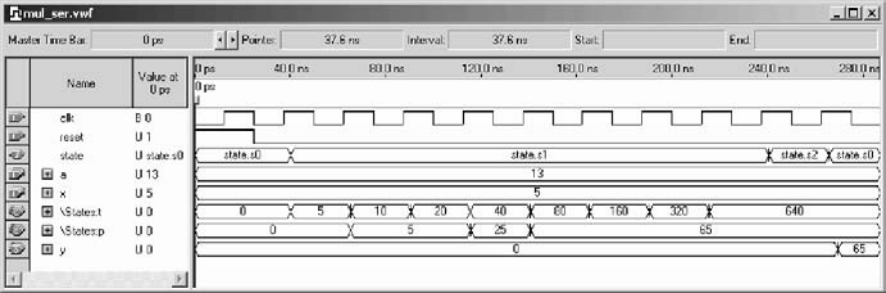 mul_ser.vwf
Master Time Bar: 0 ps Pointer: 37.6 ns Interval: 37.6 ns Start: End:
Name Value at 0 ps
0 ps 40.0 ns 80.0 ns 120.0 ns 160.0 ns 200.0 ns 240.0 ns 280.0 ns
0 ps
clk B 0
reset U 1
state U state.s0 state.s0 state.s1 state.s2 state.s0
a U 13 13
x U 5 5
\States:t U 0 0 5 10 20 40 80 160 320 640
\States:p U 0 0 5 25 65
y U 0 0 65